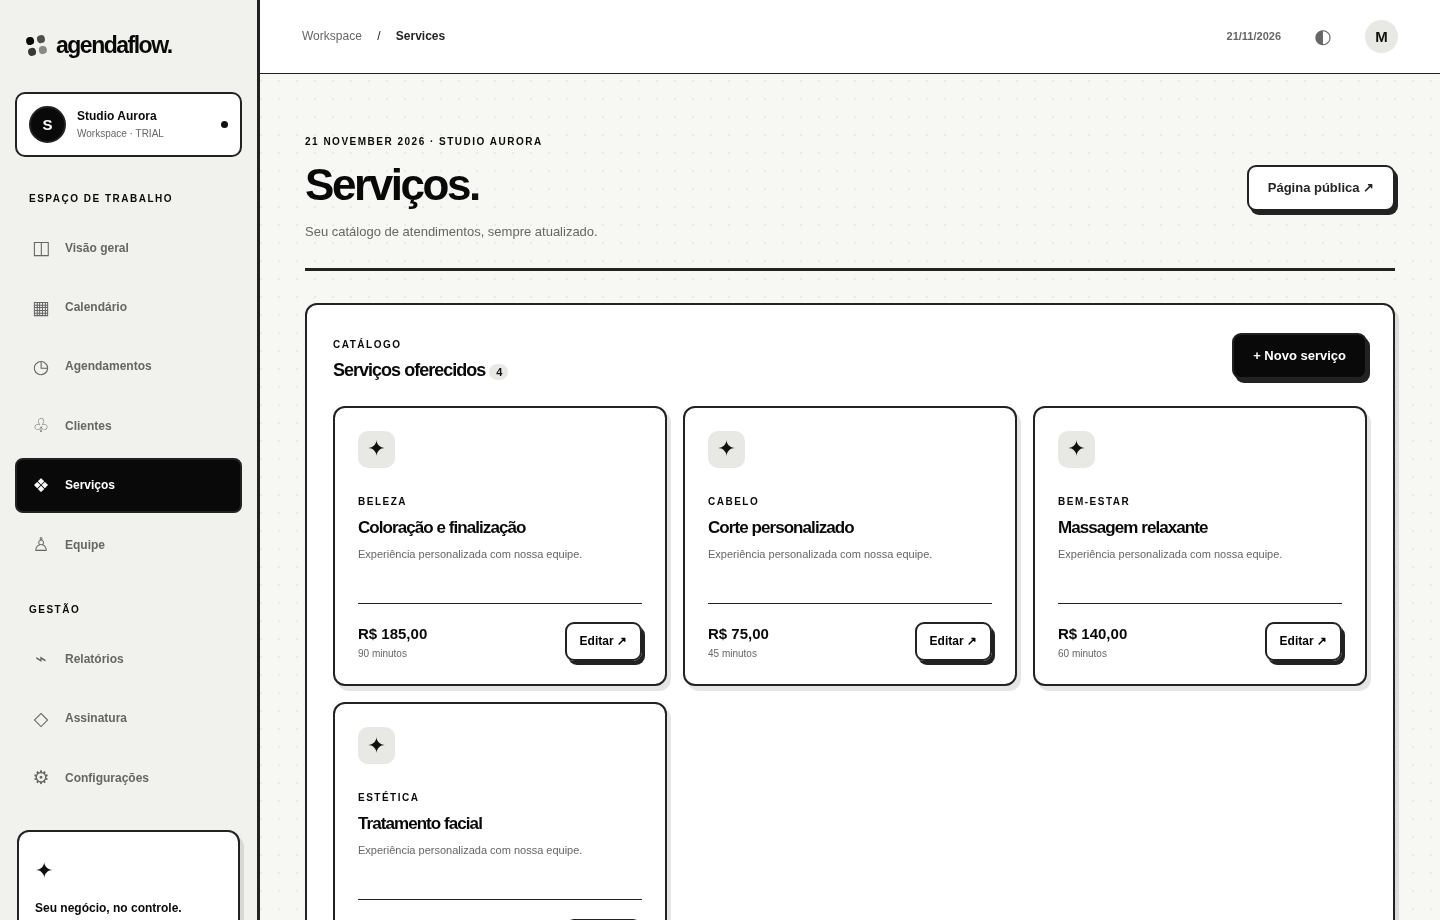 agendaflow.
S
Studio Aurora
Workspace · TRIAL
ESPAÇO DE TRABALHO
Visão geral
Calendário
Agendamentos
Clientes
Serviços
Equipe
GESTÃO
Relatórios
Assinatura
Configurações
Seu negócio, no controle.
Workspace / Services
21/11/2026
M
21 NOVEMBER 2026 · STUDIO AURORA
Serviços.
Seu catálogo de atendimentos, sempre atualizado.
Página pública ↗
CATÁLOGO
Serviços oferecidos 4
+ Novo serviço
BELEZA
Coloração e finalização
Experiência personalizada com nossa equipe.
R$ 185,00
90 minutos
Editar ↗
CABELO
Corte personalizado
Experiência personalizada com nossa equipe.
R$ 75,00
45 minutos
Editar ↗
BEM-ESTAR
Massagem relaxante
Experiência personalizada com nossa equipe.
R$ 140,00
60 minutos
Editar ↗
ESTÉTICA
Tratamento facial
Experiência personalizada com nossa equipe.